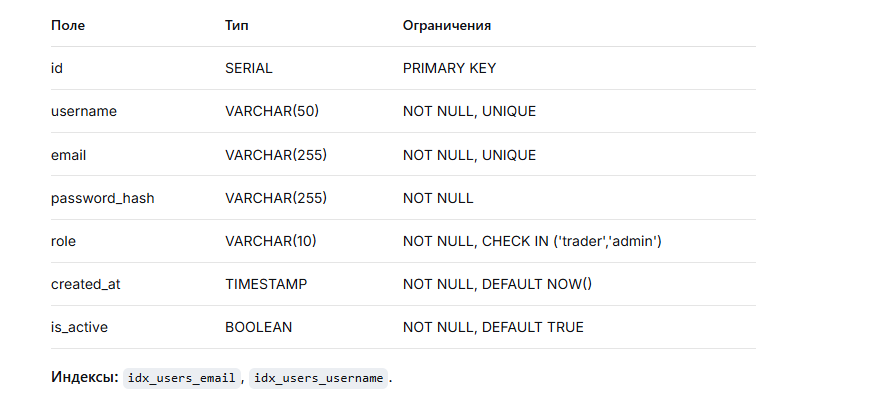 Поле Тип Ограничения
id SERIAL PRIMARY KEY
username VARCHAR(50) NOT NULL, UNIQUE
email VARCHAR(255) NOT NULL, UNIQUE
password_hash VARCHAR(255) NOT NULL
role VARCHAR(10) NOT NULL, CHECK IN ('trader','admin')
created_at TIMESTAMP NOT NULL, DEFAULT NOW()
is_active BOOLEAN NOT NULL, DEFAULT TRUE
Индексы: idx_users_email, idx_users_username.